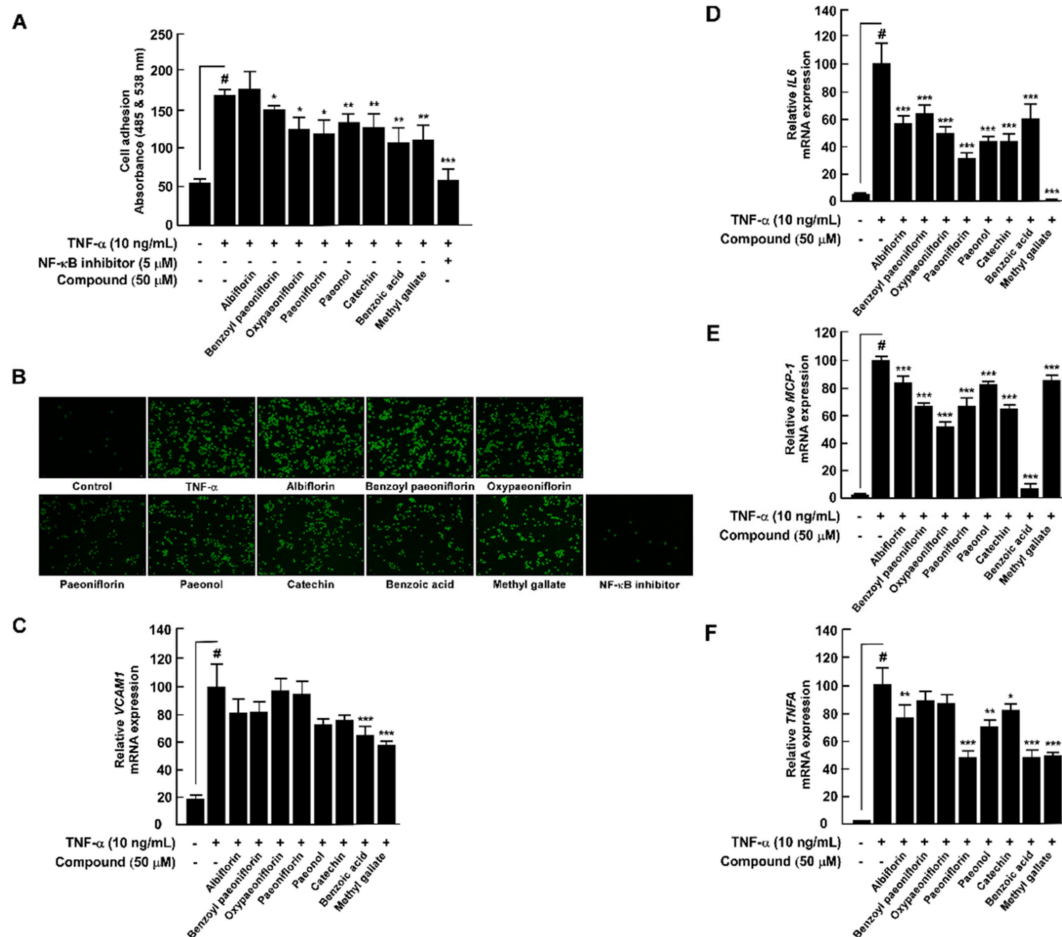 A
Cell adhesion
Absorbance (485 & 538 nm)
250
200
150
100
50
0
#
*
*
*
**
**
**
**
***
TNF-α (10 ng/mL) - + + + + + + + + + +
NF-κB inhibitor (5 μM) - - - - - - - - - - +
Compound (50 μM) - - Albiflorin Benzoyl paeoniflorin Oxypaeoniflorin Paeoniflorin Paeonol Catechin Benzoic acid Methyl gallate -
B
Control TNF-α Albiflorin Benzoyl paeoniflorin Oxypaeoniflorin
Paeoniflorin Paeonol Catechin Benzoic acid Methyl gallate NF-κB inhibitor
C
Relative VCAM1
mRNA expression
140
120
100
80
60
40
20
0
#
***
***
TNF-α (10 ng/mL) - + + + + + + + + +
Compound (50 μM) - - Albiflorin Benzoyl paeoniflorin Oxypaeoniflorin Paeoniflorin Paeonol Catechin Benzoic acid Methyl gallate
D
Relative IL6
mRNA expression
120
100
80
60
40
20
0
#
***
***
***
***
***
***
***
***
TNF-α (10 ng/mL) - + + + + + + + + +
Compound (50 μM) - - Albiflorin Benzoyl paeoniflorin Oxypaeoniflorin Paeoniflorin Paeonol Catechin Benzoic acid Methyl gallate
E
Relative MCP-1
mRNA expression
120
100
80
60
40
20
0
#
***
***
***
***
***
***
***
***
TNF-α (10 ng/mL) - + + + + + + + + +
Compound (50 μM) - - Albiflorin Benzoyl paeoniflorin Oxypaeoniflorin Paeoniflorin Paeonol Catechin Benzoic acid Methyl gallate
F
Relative TNFA
mRNA expression
140
120
100
80
60
40
20
0
#
**
***
**
*
***
***
TNF-α (10 ng/mL) - + + + + + + + + +
Compound (50 μM) - - Albiflorin Benzoyl paeoniflorin Oxypaeoniflorin Paeoniflorin Paeonol Catechin Benzoic acid Methyl gallate